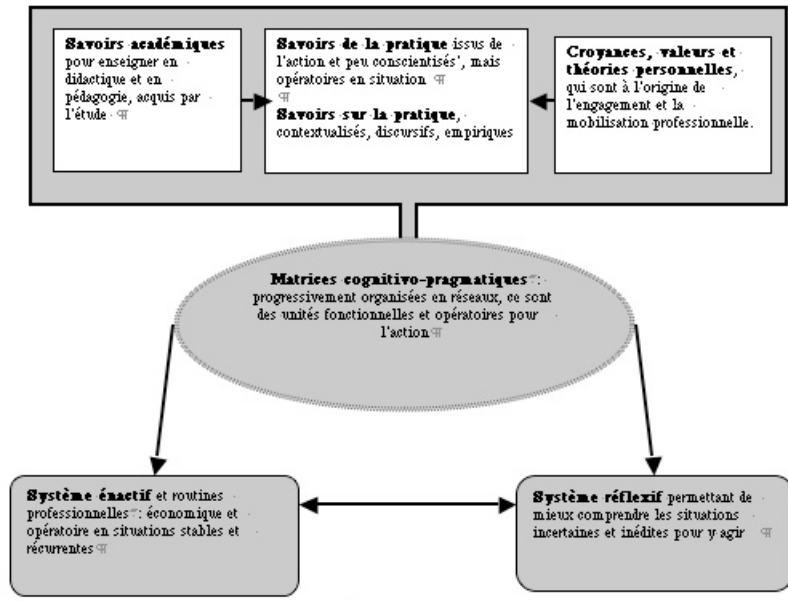 Savoirs académiques
pour enseigner en
didactique et en
pédagogie, acquis par
l'étude ¶
Savoirs de la pratique issus de
l'action et peu conscientisés', mais
opératoires en situation ¶
¶
Savoirs sur la pratique,
contextualisés, discursifs, empiriques
Croyances, valeurs et
théories personnelles,
qui sont à l'origine de
l'engagement et la
mobilisation professionnelle.
Matrices cognitivo-pragmatiques :
progressivement organisées en réseaux, ce sont
des unités fonctionnelles et opératoires pour
l'action ¶
Système énactif et routines
professionnelles : économique et
opératoire en situations stables et
récurrentes ¶
Système réflexif permettant de
mieux comprendre les situations
incertaines et inédites pour y agir ¶